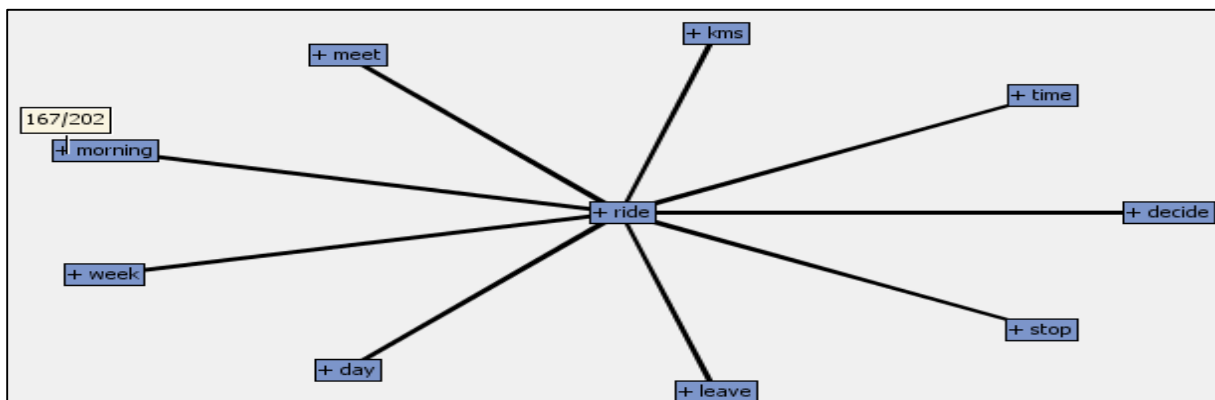 + kms
+ meet
+ time
167/202
+ morning
+ ride
+ decide
+ week
+ stop
+ day
+ leave